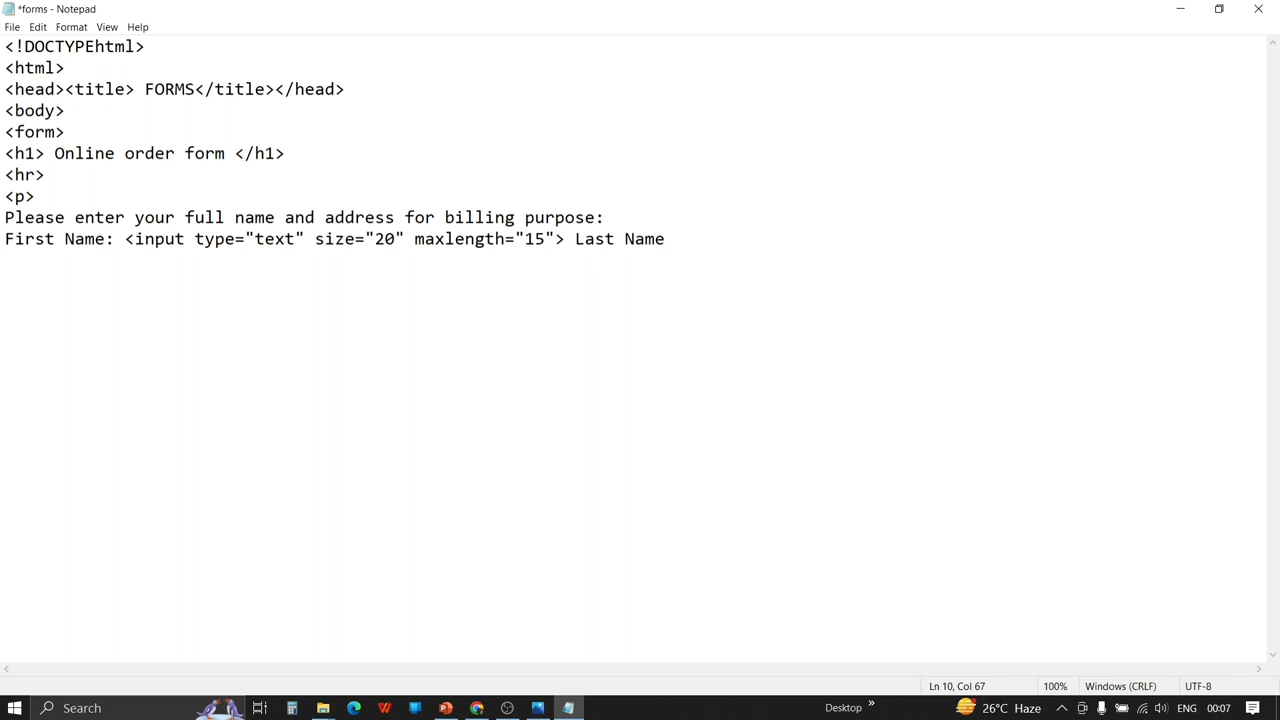 *forms - Notepad
File Edit Format View Help
<!DOCTYPEhtml>
<html>
<head><title> FORMS</title></head>
<body>
<form>
<h1> Online order form </h1>
<hr>
<p>
Please enter your full name and address for billing purpose:
First Name: <input type="text" size="20" maxlength="15"> Last Name
Ln 10, Col 67 100% Windows (CRLF) UTF-8
Search Desktop 26°C Haze ENG 00:07